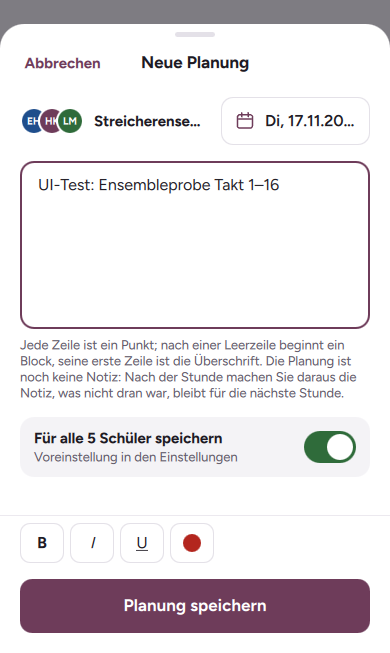 Abbrechen
Neue Planung
EH HK LM Streicherense... Di, 17.11.20...
UI-Test: Ensembleprobe Takt 1–16
Jede Zeile ist ein Punkt; nach einer Leerzeile beginnt ein
Block, seine erste Zeile ist die Überschrift. Die Planung ist
noch keine Notiz: Nach der Stunde machen Sie daraus die
Notiz, was nicht dran war, bleibt für die nächste Stunde.
Für alle 5 Schüler speichern
Voreinstellung in den Einstellungen
B I U
Planung speichern